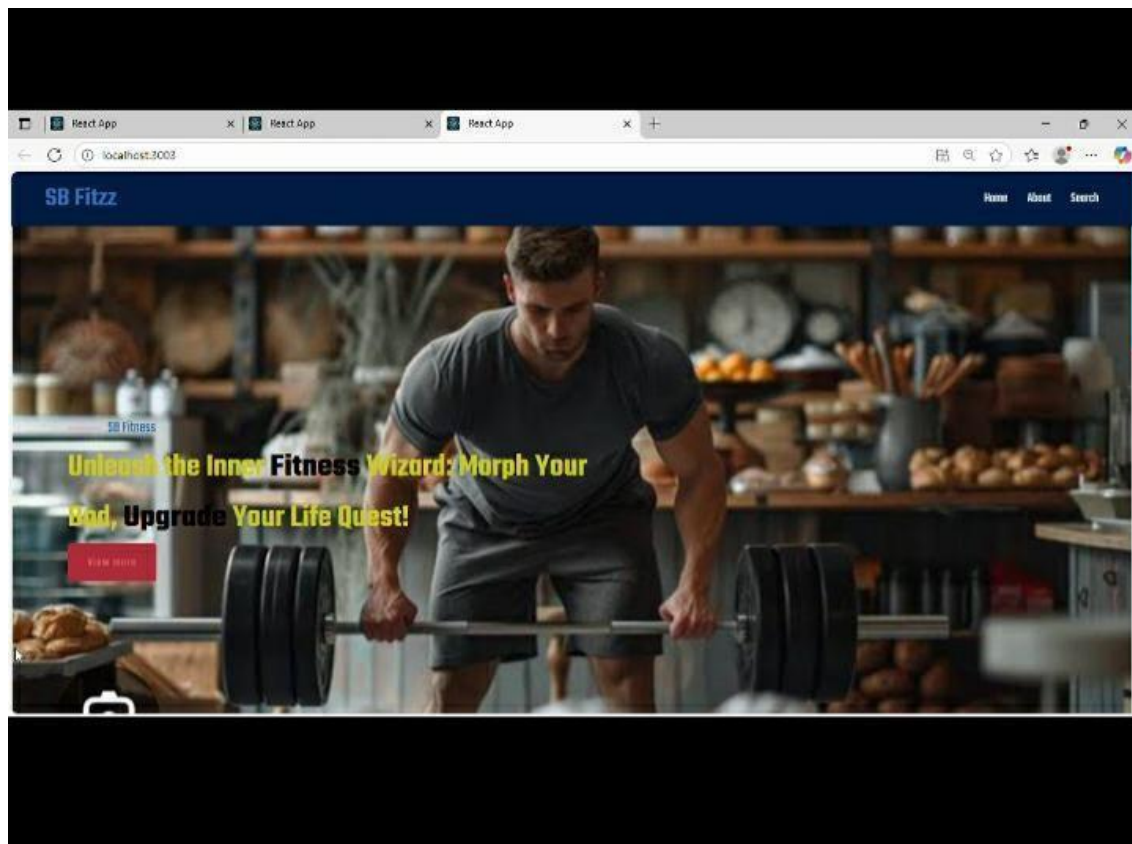 React App
React App
React App
localhost:3003
SB Fitzz
Home About Search
SB Fitness
Unleash the Inner Fitness Wizard: Morph Your
Bod, Upgrade Your Life Quest!
View more